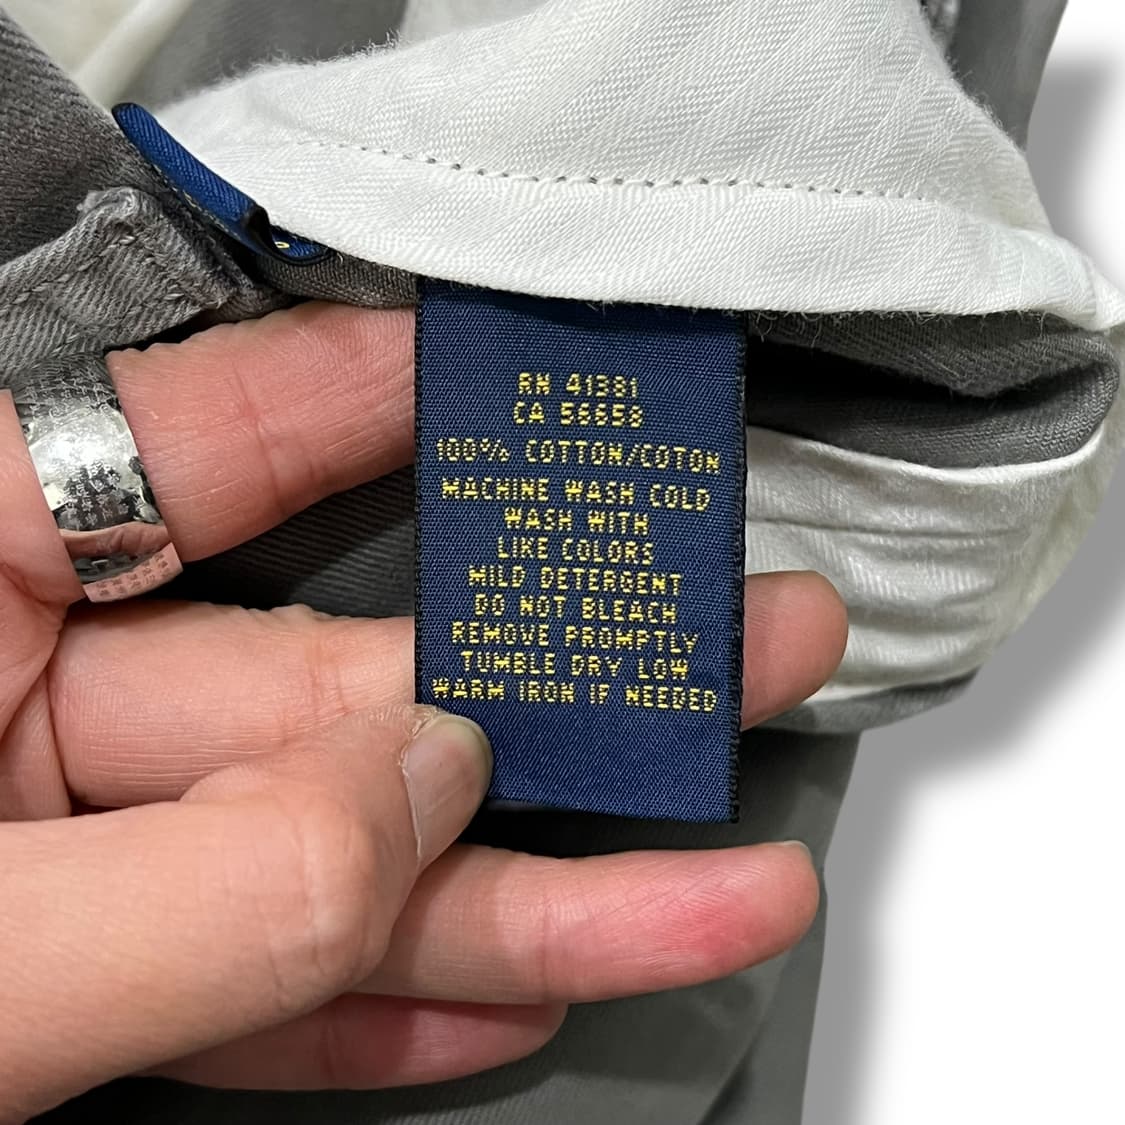 RN 41381
CA 56658
100% COTTON/COTON
MACHINE WASH COLD
WASH WITH
LIKE COLORS
MILD DETERGENT
DO NOT BLEACH
REMOVE PROMPTLY
TUMBLE DRY LOW
WARM IRON IF NEEDED